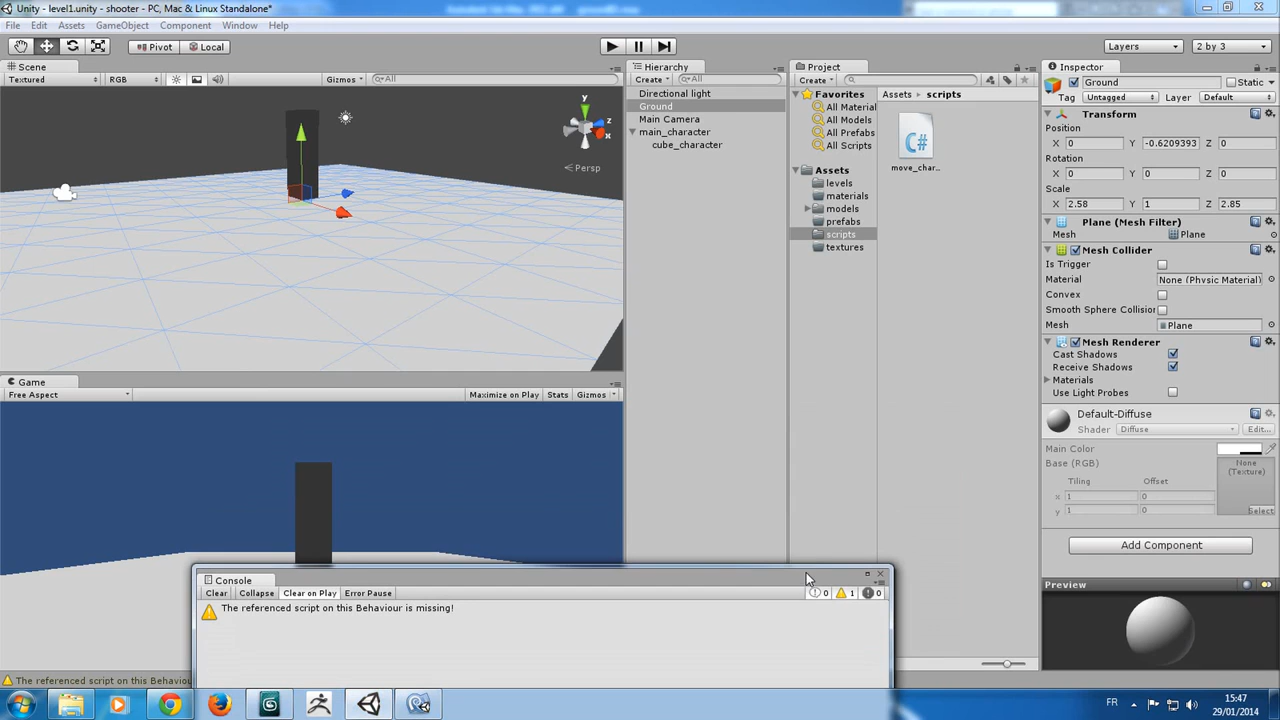 Unity - level1.unity - shooter - PC, Mac & Linux Standalone*
File Edit Assets GameObject Component Window Help
Pivot Local
Layers 2 by 3
Scene
Textured RGB Gizmos All
y z x
Persp
Game
Free Aspect Maximize on Play Stats Gizmos
Hierarchy
Create All
Directional light
Ground
Main Camera
main_character
cube_character
Project
Create
Favorites
All Material
All Models
All Prefabs
All Scripts
Assets
levels
materials
models
prefabs
scripts
textures
Assets scripts
C#
move_char...
Inspector
Ground Static
Tag Untagged Layer Default
Transform
Position
X 0 Y -0.6209393 Z 0
Rotation
X 0 Y 0 Z 0
Scale
X 2.58 Y 1 Z 2.85
Plane (Mesh Filter)
Mesh Plane
Mesh Collider
Is Trigger
Material None (Physic Material)
Convex
Smooth Sphere Collision
Mesh Plane
Mesh Renderer
Cast Shadows
Receive Shadows
Materials
Use Light Probes
Default-Diffuse
Shader Diffuse Edit...
Main Color
Base (RGB)
None
(Texture)
Tiling Offset
x 1 0
y 1 0
Select
Add Component
Preview
Console
Clear Collapse Clear on Play Error Pause 0 1 0
The referenced script on this Behaviour is missing!
The referenced script on this Behaviou
FR
15:47
29/01/2014